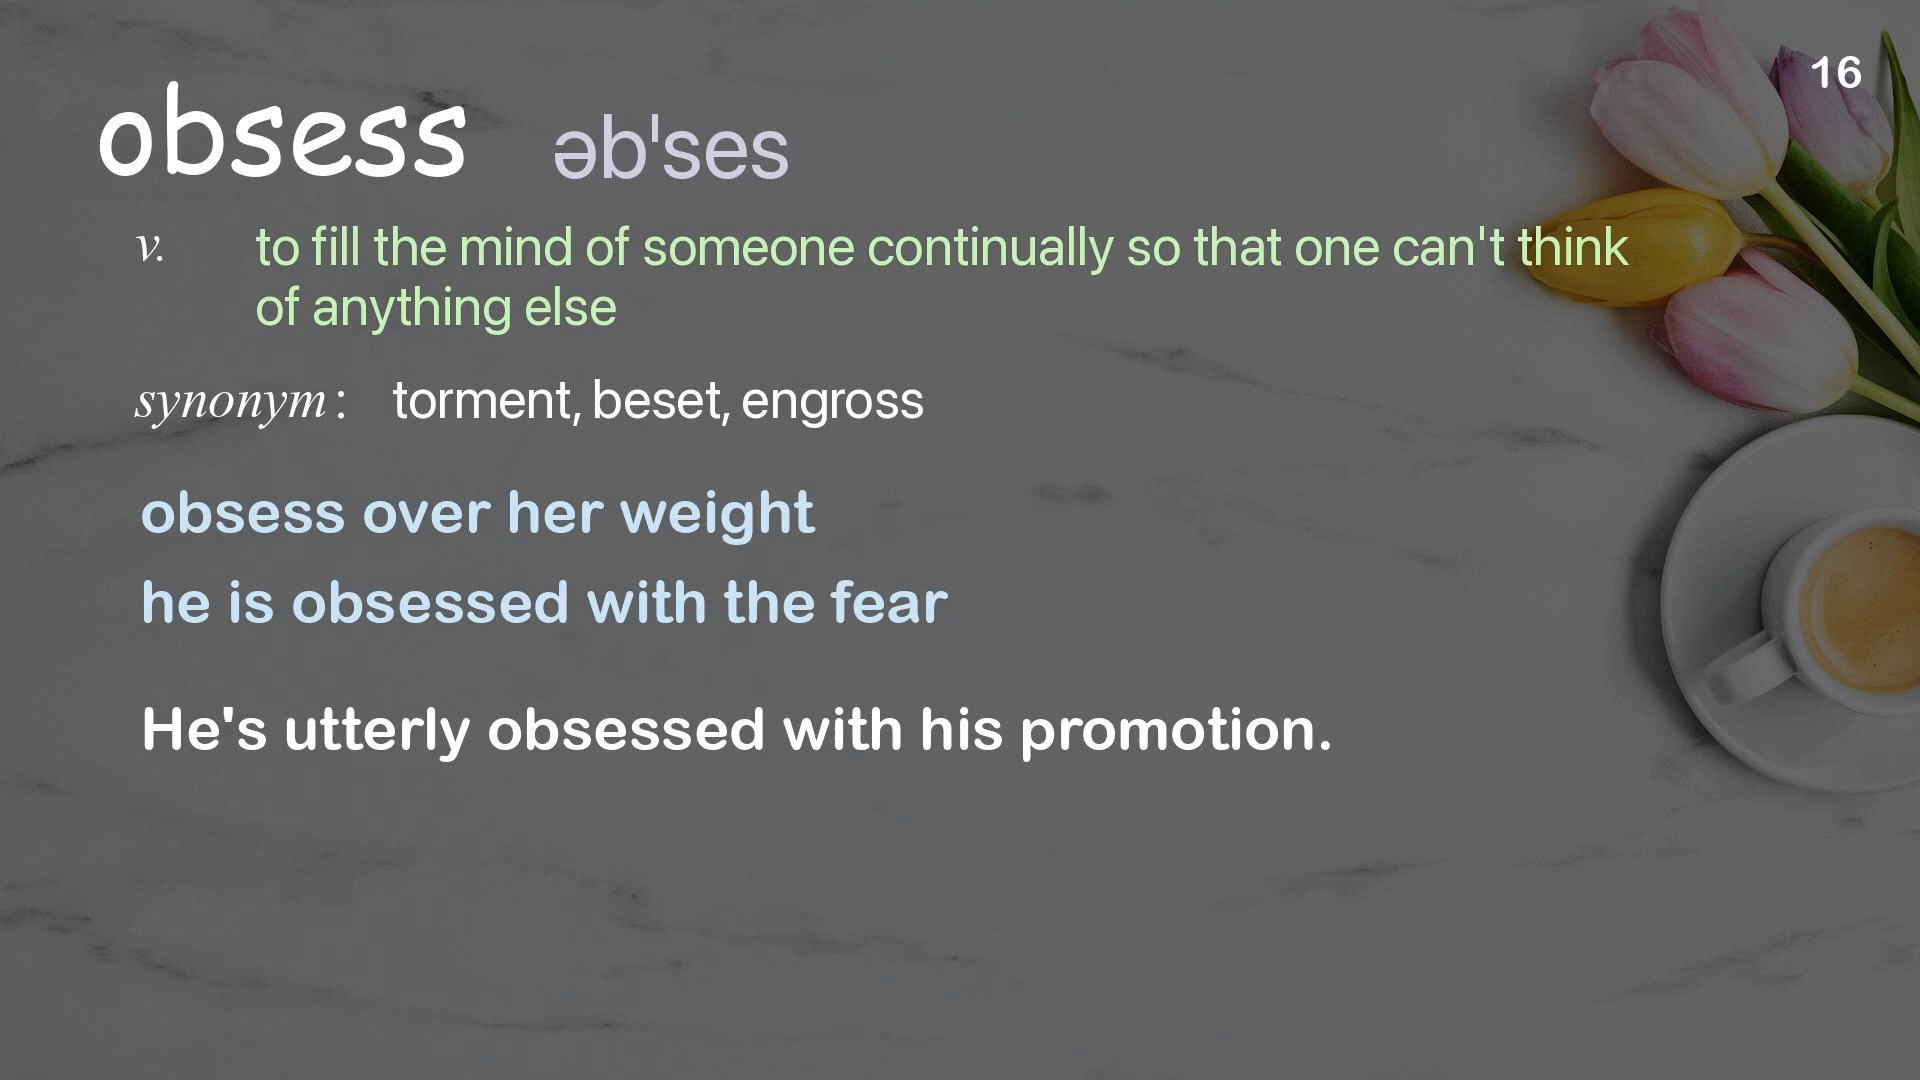 16
obsess əb'ses
v. to fill the mind of someone continually so that one can't think
of anything else
synonym: torment, beset, engross
obsess over her weight
he is obsessed with the fear
He's utterly obsessed with his promotion.